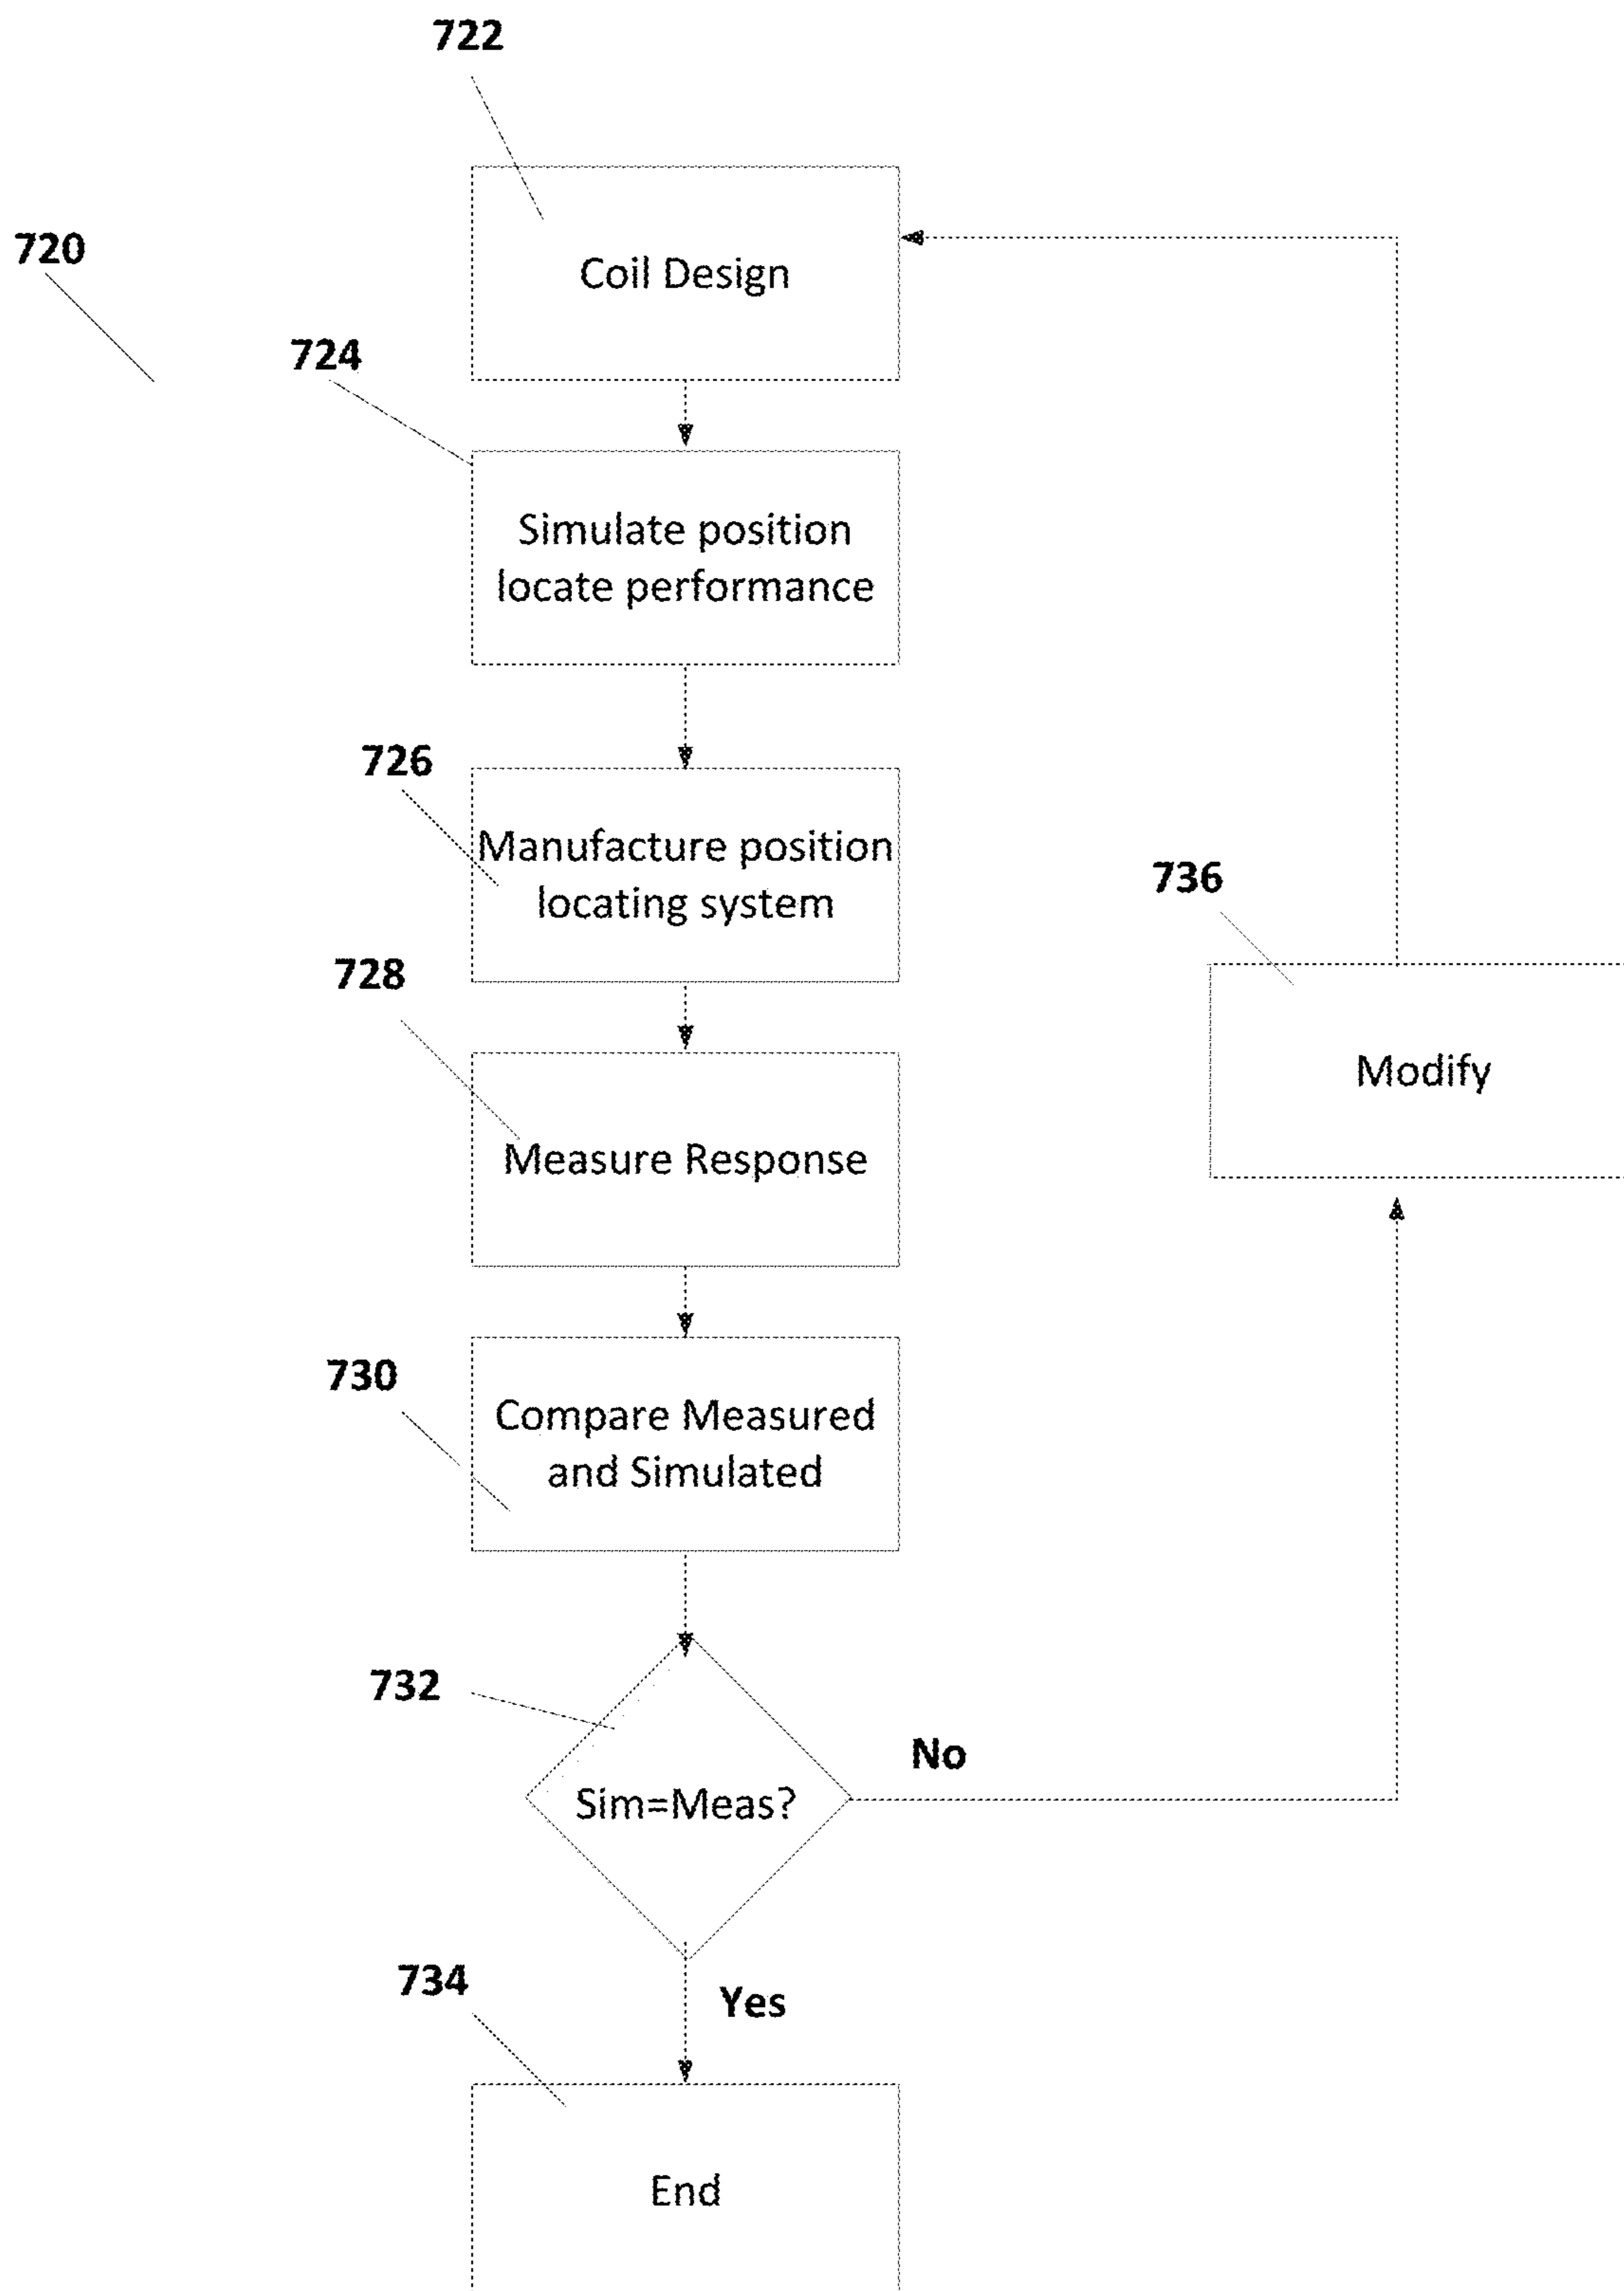 722
720
Coil Design
724
Simulate position
locate performance
726
Manufacture position
locating system
736
728
Modify
Measure Response
730
Compare Measured
and Simulated
732
No
Sim=Meas?
734
Yes
End